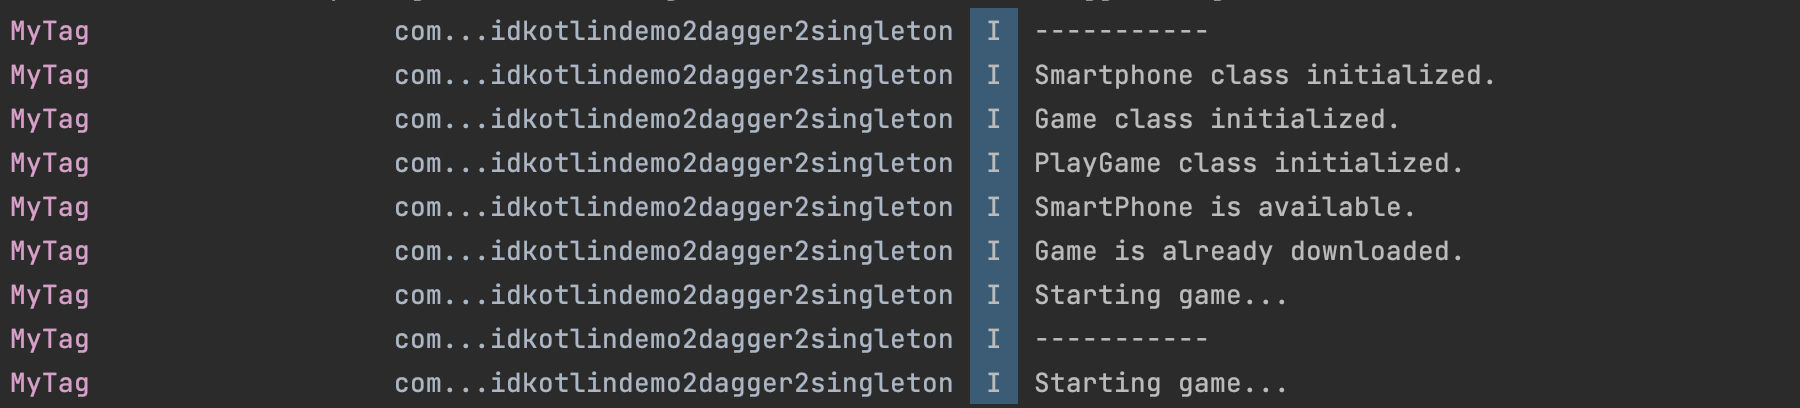 MyTag com...idkotlindemo2dagger2singleton I -----------
MyTag com...idkotlindemo2dagger2singleton I Smartphone class initialized.
MyTag com...idkotlindemo2dagger2singleton I Game class initialized.
MyTag com...idkotlindemo2dagger2singleton I PlayGame class initialized.
MyTag com...idkotlindemo2dagger2singleton I SmartPhone is available.
MyTag com...idkotlindemo2dagger2singleton I Game is already downloaded.
MyTag com...idkotlindemo2dagger2singleton I Starting game...
MyTag com...idkotlindemo2dagger2singleton I -----------
MyTag com...idkotlindemo2dagger2singleton I Starting game...